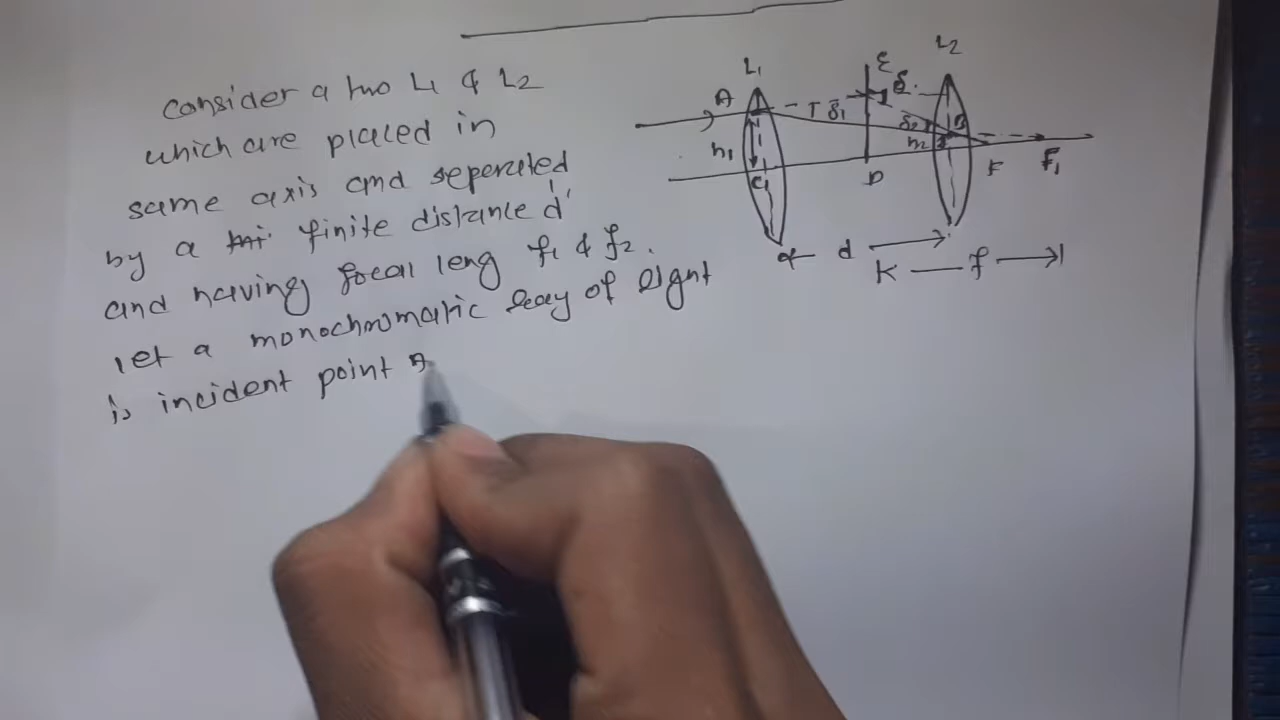 consider a two L1 & L2
which are placed in
same axis and seperated
by a finite distance 'd'
and having focal leng f1 & f2.
let a monochromatic ray of light
is incident point A
L1
L2
E
A
δ
δ1
B
h1
C1
D
F
F1
d
f